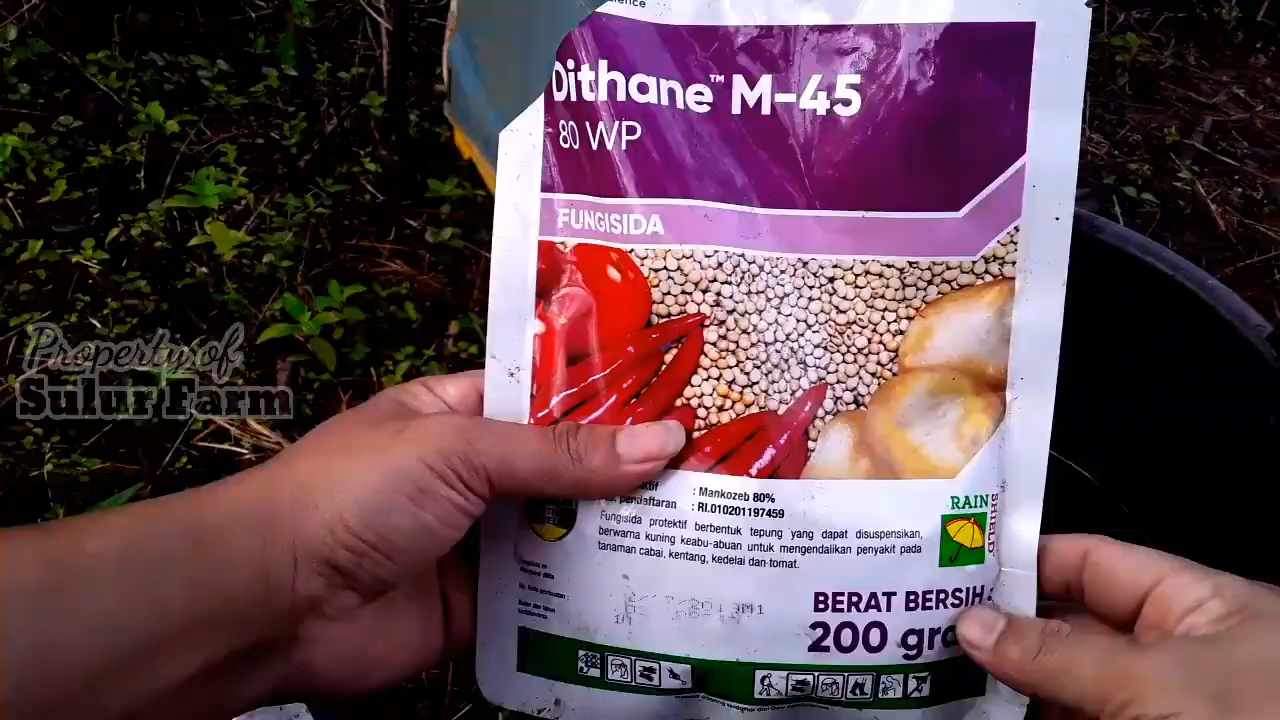 Dithane™ M-45
80 WP
FUNGISIDA
: Mankozeb 80%
pendaftaran : RI.010201197459
Fungisida protektif berbentuk tepung yang dapat disuspensikan,
berwarna kuning keabu-abuan untuk mengendalikan penyakit pada
tanaman cabai, kentang, kedelai dan tomat.
RAIN
SHIELD
BERAT BERSIH
200
Property of
Sulur Farm